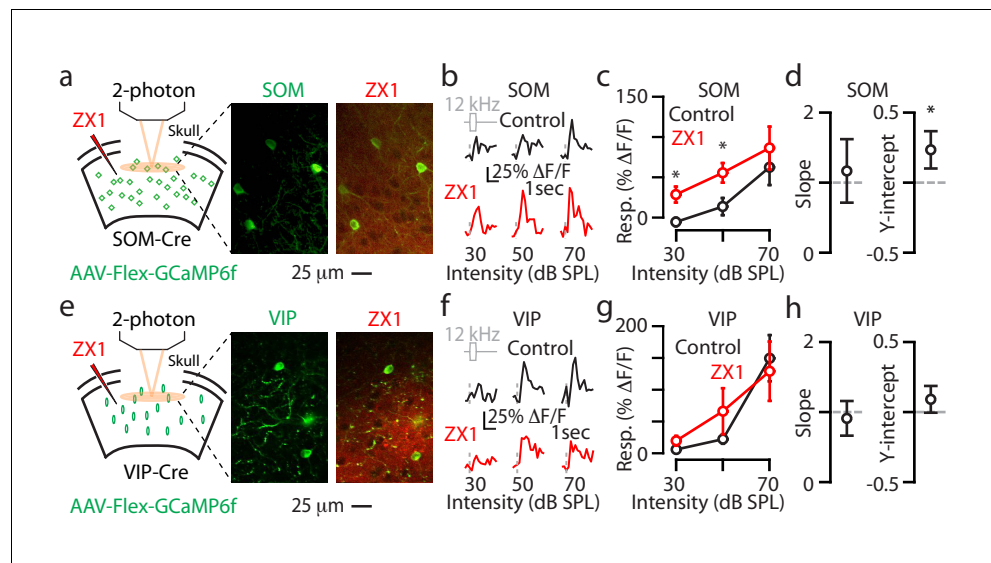 a
2-photon
ZX1
Skull
SOM-Cre
AAV-Flex-GCaMP6f
SOM
ZX1
25 μm
b
SOM
12 kHz
Control
25% ΔF/F
1sec
ZX1
30 50 70
Intensity (dB SPL)
c
SOM
150
Control
ZX1
*
*
0
Resp. (% ΔF/F)
30 70
Intensity (dB SPL)
d
SOM
2
Slope
0
0.5
*
Y-intercept
-0.5
e
2-photon
ZX1
Skull
VIP-Cre
AAV-Flex-GCaMP6f
VIP
ZX1
25 μm
f
VIP
12 kHz
Control
25% ΔF/F
1sec
ZX1
30 50 70
Intensity (dB SPL)
g
VIP
200
Control
ZX1
0
Resp. (% ΔF/F)
30 70
Intensity (dB SPL)
h
VIP
2
Slope
0
0.5
Y-intercept
-0.5